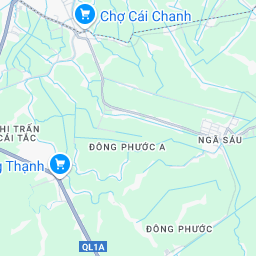 Chợ Cái Chanh
HỊ TRẤN
CÁI TẮC
NGÃ SÁU
ĐÔNG PHƯỚC A
Thạnh
ĐÔNG PHƯỚC
QL1A